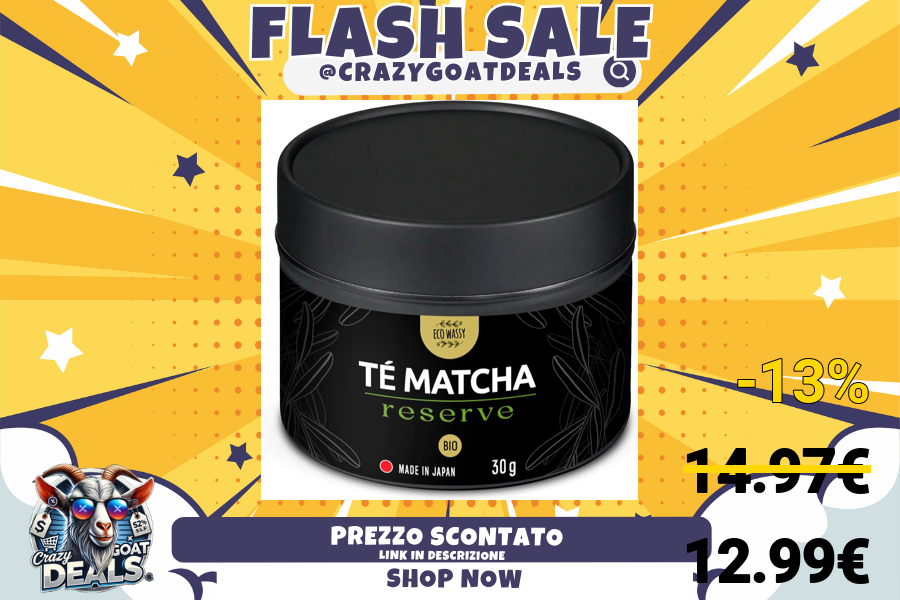 FLASH SALE
@CRAZYGOATDEALS
ECO WASSY
TÉ MATCHA
reserve
BIO
MADE IN JAPAN
30g
-13%
14.97€
12.99€
PREZZO SCONTATO
LINK IN DESCRIZIONE
SHOP NOW
$
52%
Crazy
GOAT
DEALS